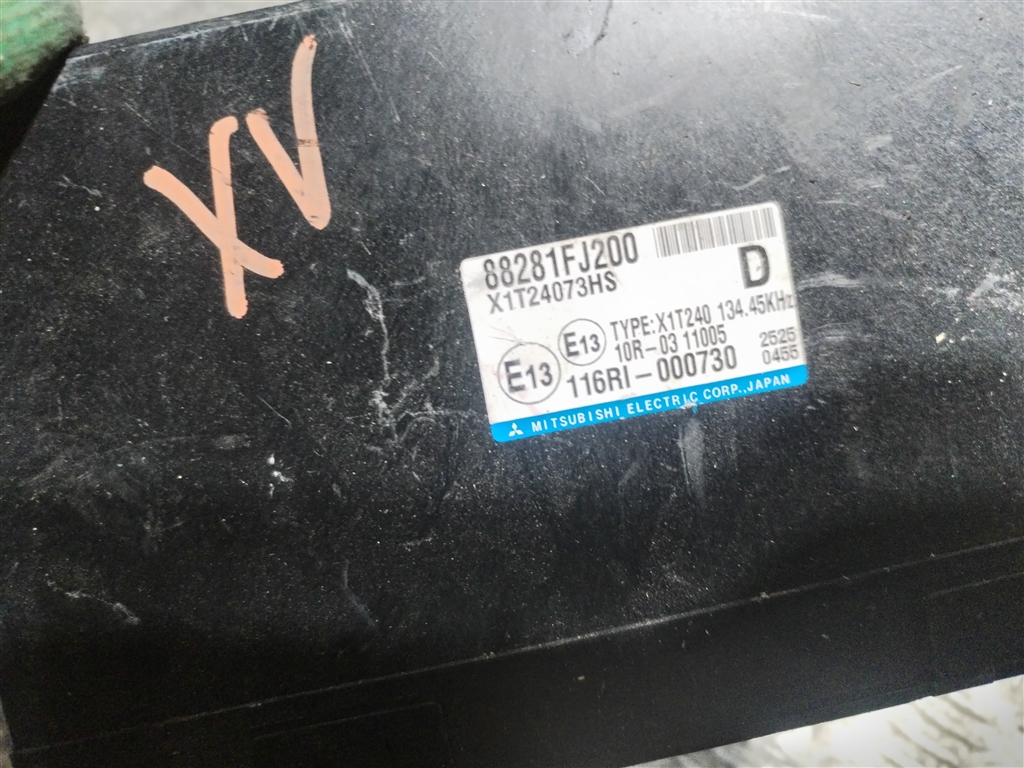 XV
88281FJ200
X1T24073HS
D
TYPE:X1T240 134.45KHz
E13
10R-03 11005
2525
E13
116RI-000730
0455
MITSUBISHI ELECTRIC CORP.,JAPAN